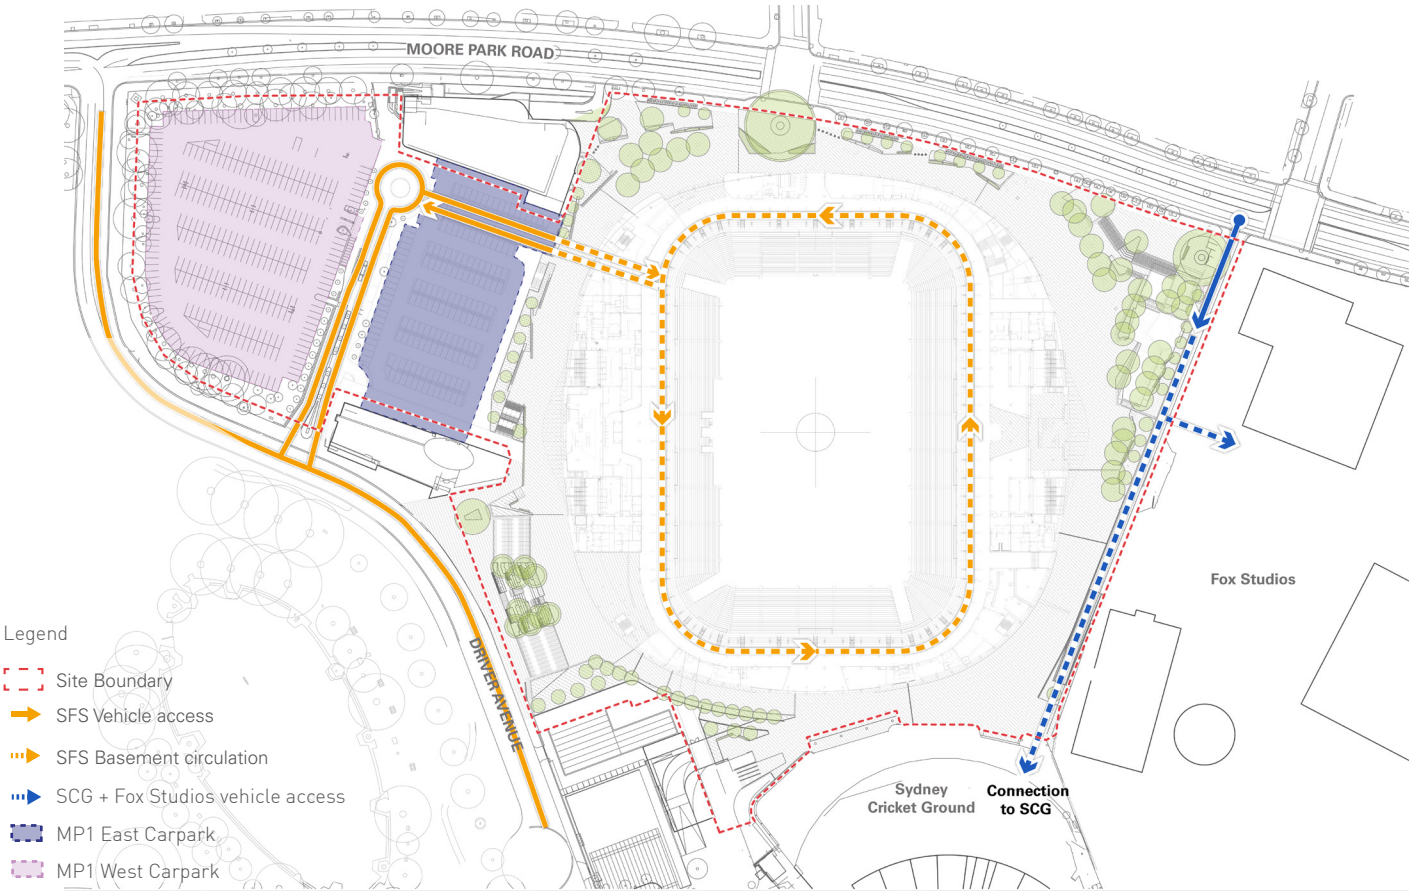 MOORE PARK ROAD
Fox Studios
DRIVER AVENUE
Sydney
Cricket Ground
Connection
to SCG
Legend
Site Boundary
SFS Vehicle access
SFS Basement circulation
SCG + Fox Studios vehicle access
MP1 East Carpark
MP1 West Carpark